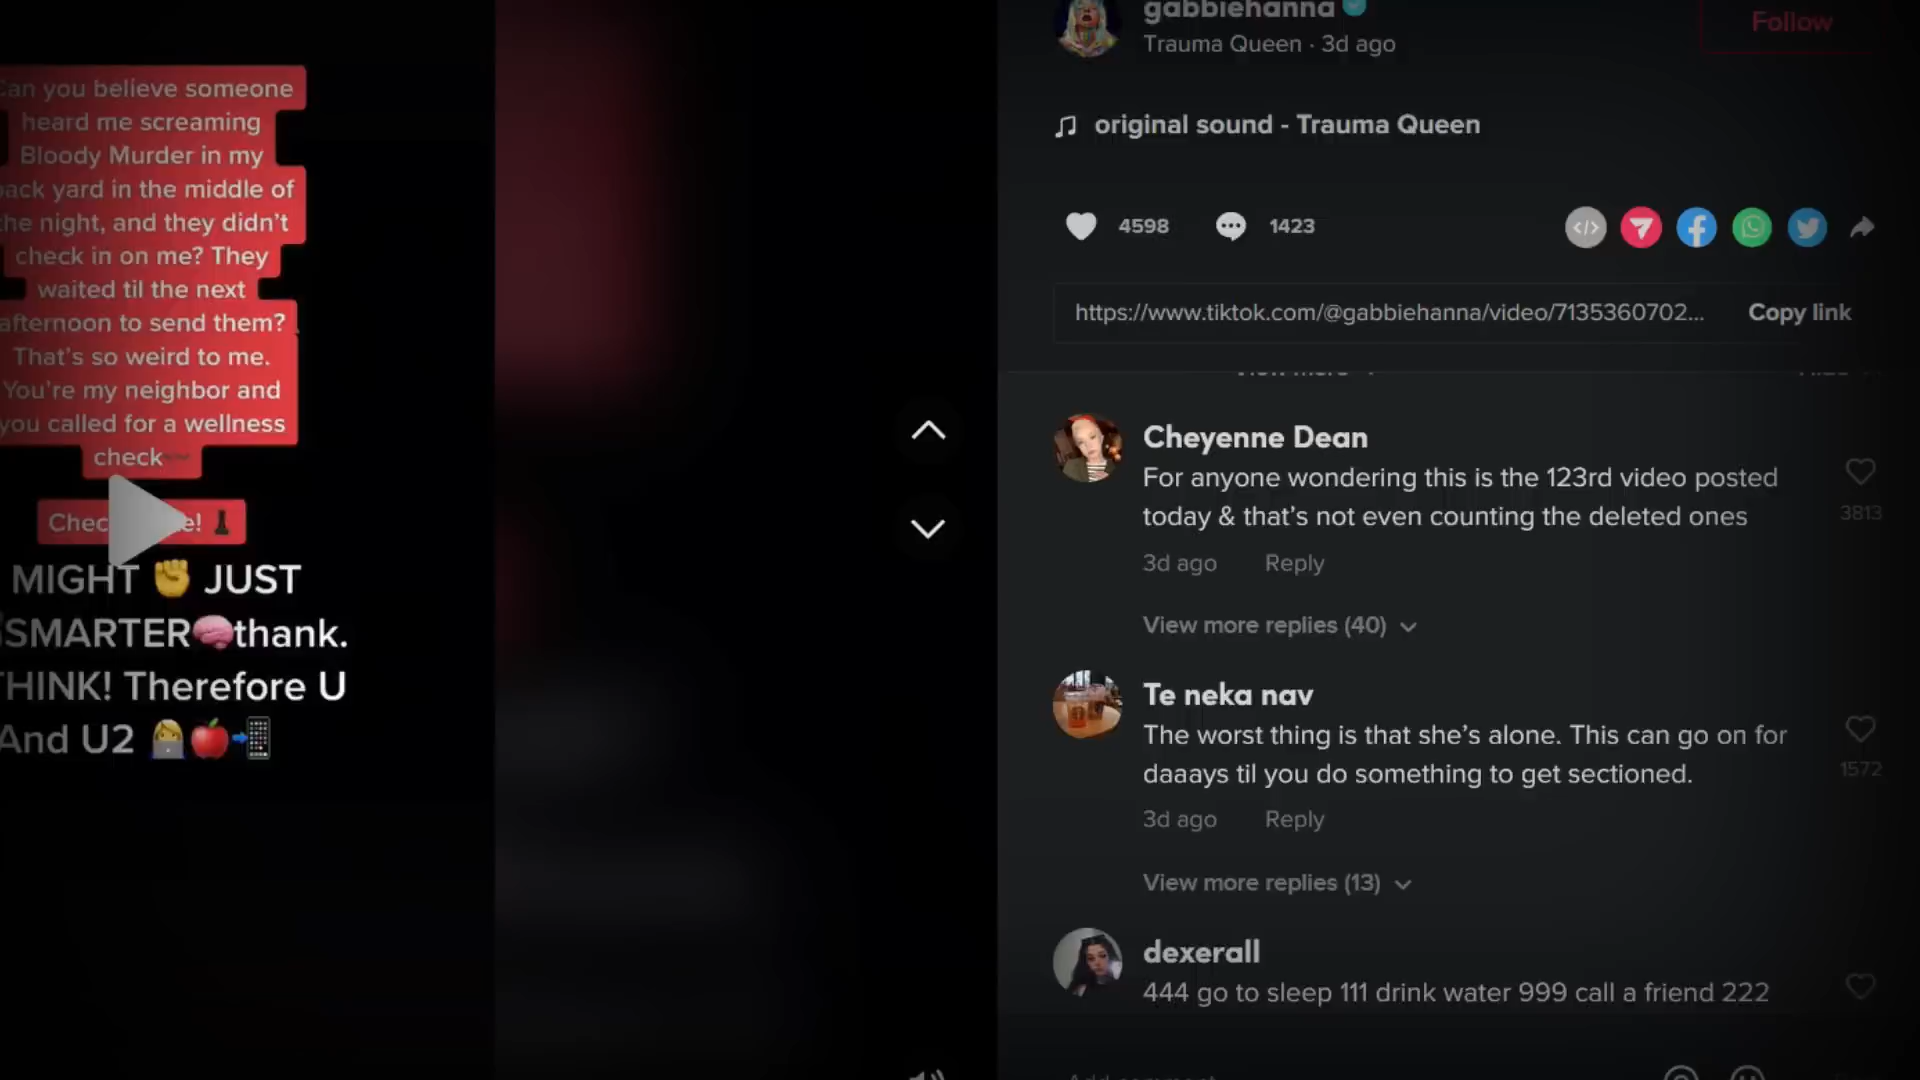 an you believe someone
heard me screaming
Bloody Murder in my
ack yard in the middle of
he night, and they didn't
check in on me? They
waited til the next
afternoon to send them?
That's so weird to me.
You're my neighbor and
you called for a wellness
check
Chec e!
MIGHT ✊ JUST
SMARTER🧠thank.
THINK! Therefore U
And U2 👩‍💻🍎📲
gabbiehanna
Trauma Queen · 3d ago
Follow
original sound - Trauma Queen
4598
1423
https://www.tiktok.com/@gabbiehanna/video/7135360702...
Copy link
Cheyenne Dean
For anyone wondering this is the 123rd video posted
today & that's not even counting the deleted ones
3813
3d ago Reply
View more replies (40)
Te neka nav
The worst thing is that she's alone. This can go on for
daaays til you do something to get sectioned.
1572
3d ago Reply
View more replies (13)
dexerall
444 go to sleep 111 drink water 999 call a friend 222